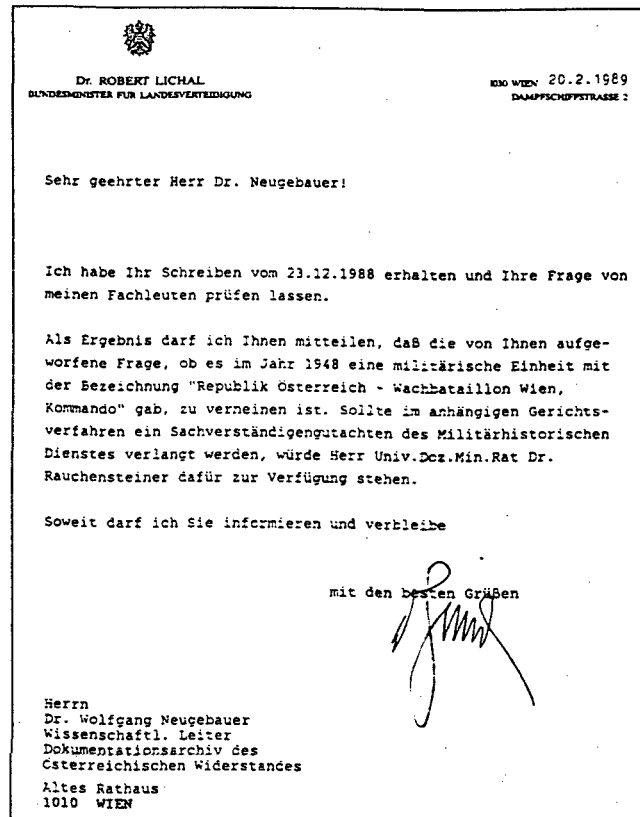 Dr. ROBERT LICHAL
BUNDESMINISTER FUR LANDESVERTEIDIGUNG
1030 WIEN 20.2.1989
DAMPFSCHIFFSTRASSE 2
Sehr geehrter Herr Dr. Neugebauer!
Ich habe Ihr Schreiben vom 23.12.1988 erhalten und Ihre Frage von
meinen Fachleuten prüfen lassen.
Als Ergebnis darf ich Ihnen mitteilen, daß die von Ihnen aufge-
worfene Frage, ob es im Jahr 1948 eine militärische Einheit mit
der Bezeichnung "Republik Österreich - Wachbataillon Wien,
Kommando" gab, zu verneinen ist. Sollte im anhängigen Gerichts-
verfahren ein Sachverständigengutachten des Militärhistorischen
Dienstes verlangt werden, würde Herr Univ.Doz.Min.Rat Dr.
Rauchensteiner dafür zur Verfügung stehen.
Soweit darf ich Sie informieren und verbleibe
mit den besten Grüßen
Herrn
Dr. Wolfgang Neugebauer
Wissenschaftl. Leiter
Dokumentationsarchiv des
Österreichischen Widerstandes
Altes Rathaus
1010 WIEN